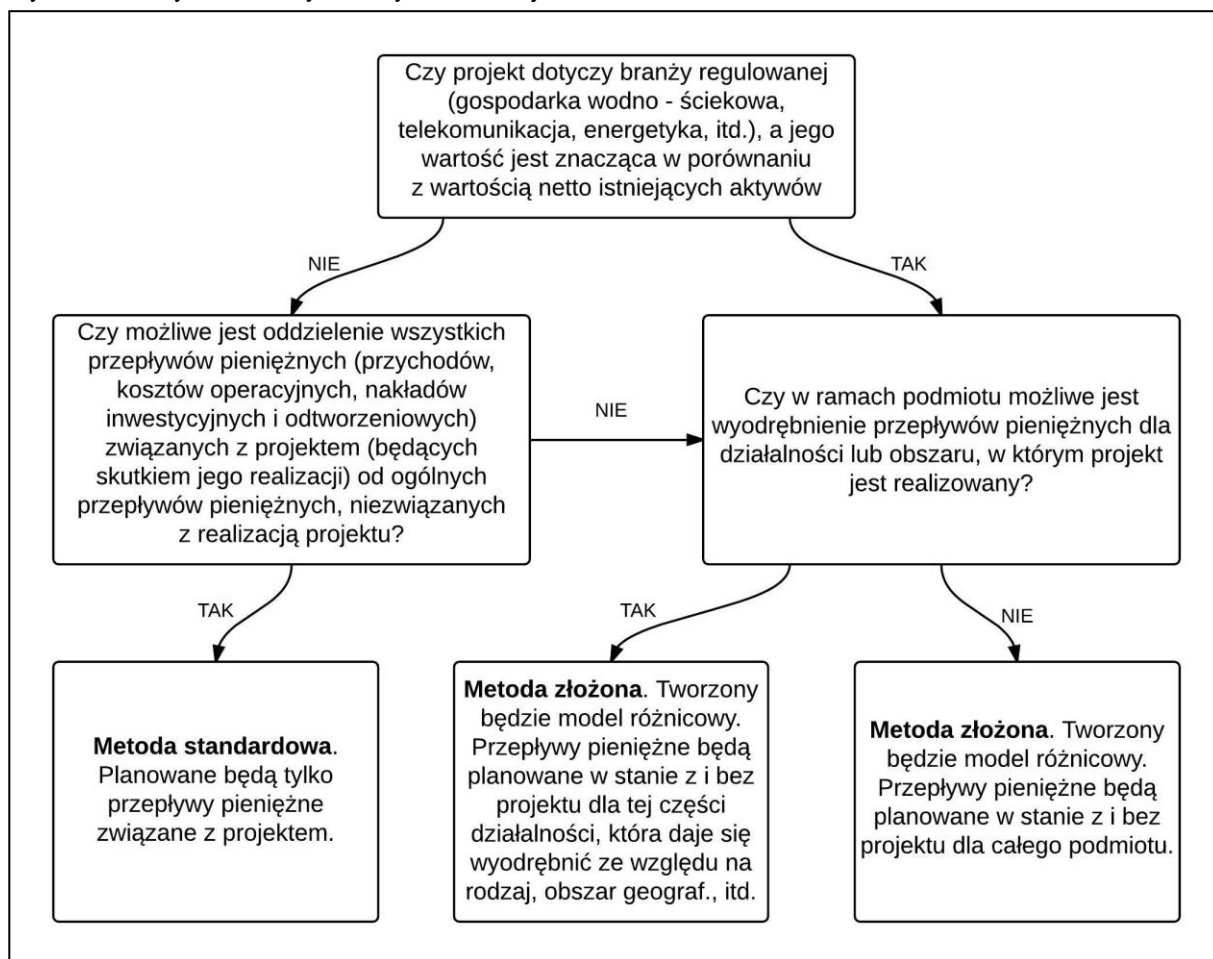 Czy projekt dotyczy branży regulowanej
(gospodarka wodno - ściekowa,
telekomunikacja, energetyka, itd.), a jego
wartość jest znacząca w porównaniu
z wartością netto istniejących aktywów
NIE
TAK
Czy możliwe jest oddzielenie wszystkich
przepływów pieniężnych (przychodów,
kosztów operacyjnych, nakładów
inwestycyjnych i odtworzeniowych)
związanych z projektem (będących
skutkiem jego realizacji) od ogólnych
przepływów pieniężnych, niezwiązanych
z realizacją projektu?
NIE
Czy w ramach podmiotu możliwe jest
wyodrębnienie przepływów pieniężnych dla
działalności lub obszaru, w którym projekt
jest realizowany?
TAK
TAK
NIE
Metoda standardowa.
Planowane będą tylko
przepływy pieniężne
związane z projektem.
Metoda złożona. Tworzony
będzie model różnicowy.
Przepływy pieniężne będą
planowane w stanie z i bez
projektu dla tej części
działalności, która daje się
wyodrębnić ze względu na
rodzaj, obszar geograf., itd.
Metoda złożona. Tworzony
będzie model różnicowy.
Przepływy pieniężne będą
planowane w stanie z i bez
projektu dla całego podmiotu.